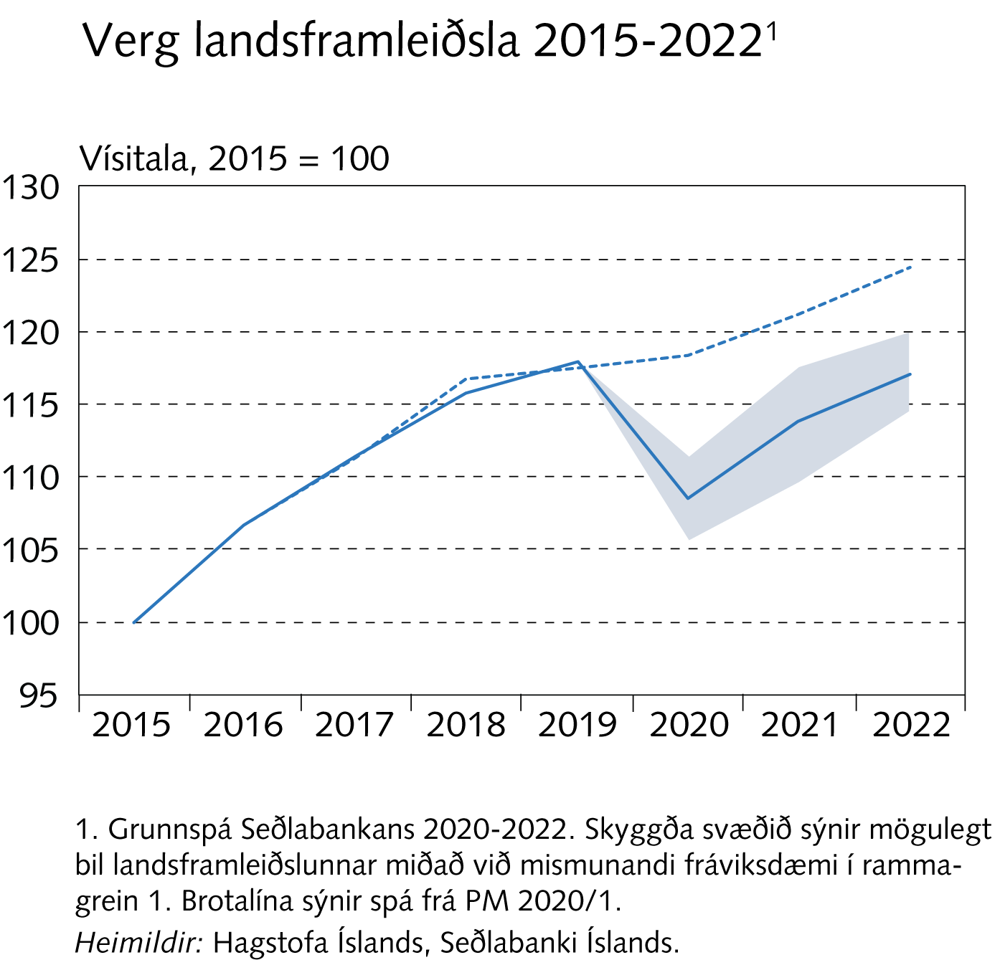 Verg landsframleiðsla 2015-2022¹
Vísitala, 2015 = 100
130
125
120
115
110
105
100
95
2015 2016 2017 2018 2019 2020 2021 2022
1. Grunnspá Seðlabankans 2020-2022. Skyggða svæðið sýnir mögulegt
bil landsframleiðslunnar miðað við mismunandi fráviksdæmi í ramma-
grein 1. Brotalína sýnir spá frá PM 2020/1.
Heimildir: Hagstofa Íslands, Seðlabanki Íslands.